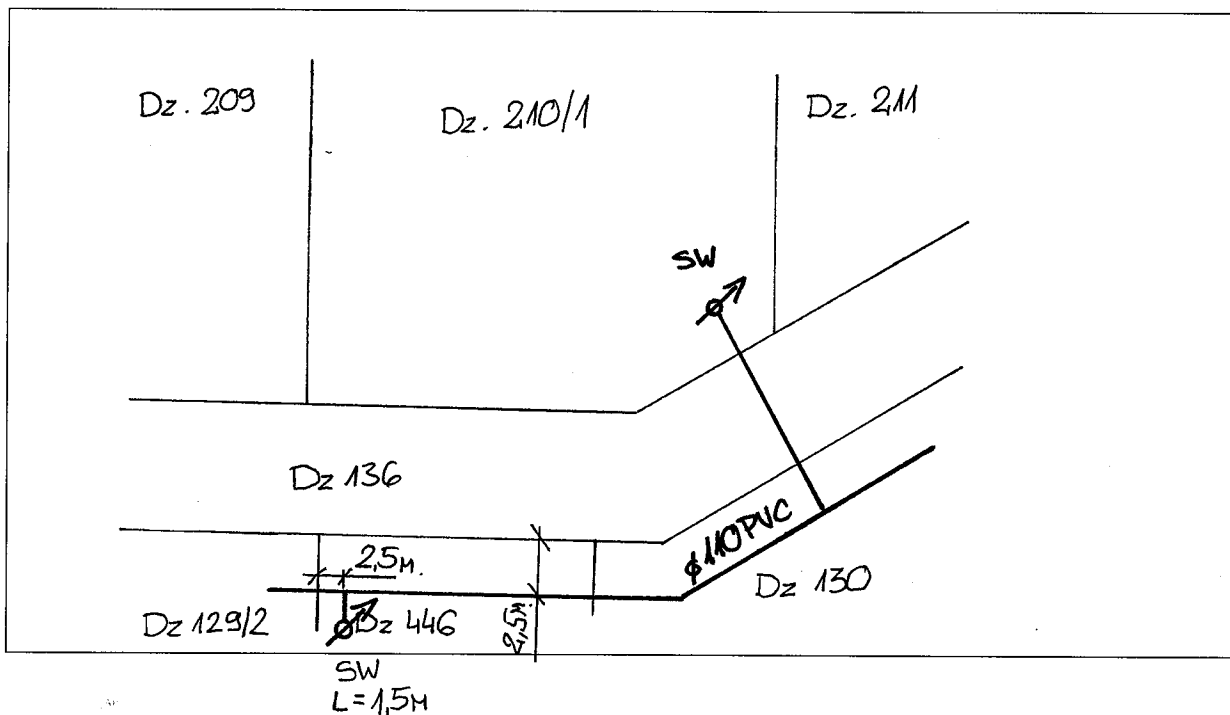 Dz. 209
Dz. 210/1
Dz. 211
SW
Dz 136
ø110PVC
2,5м.
Dz 130
Dz 129/2
Dz 446
2,5м.
SW
L=1,5м